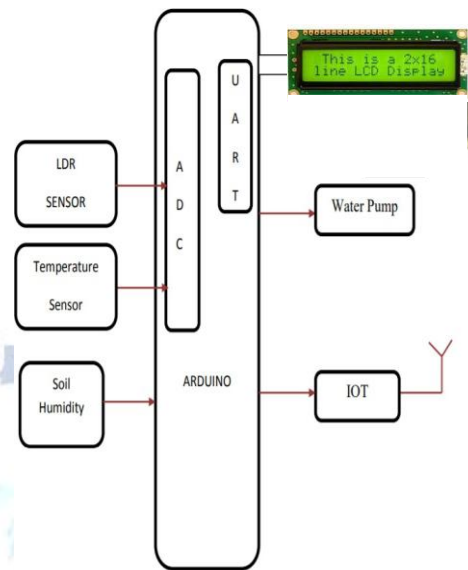 This is a 2x16
line LCD Display
U
A
R
T
A
D
C
LDR
SENSOR
Temperature
Sensor
Soil
Humidity
ARDUINO
Water Pump
IOT